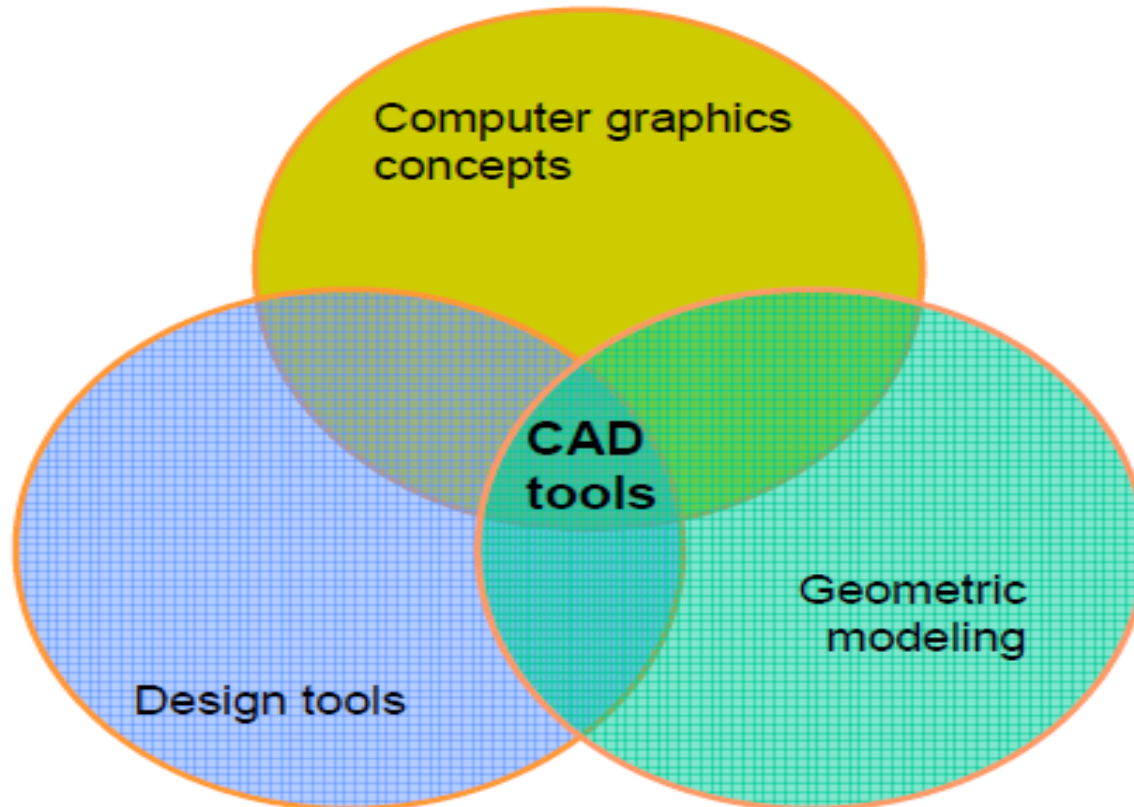 Computer graphics
concepts
CAD
tools
Geometric
modeling
Design tools